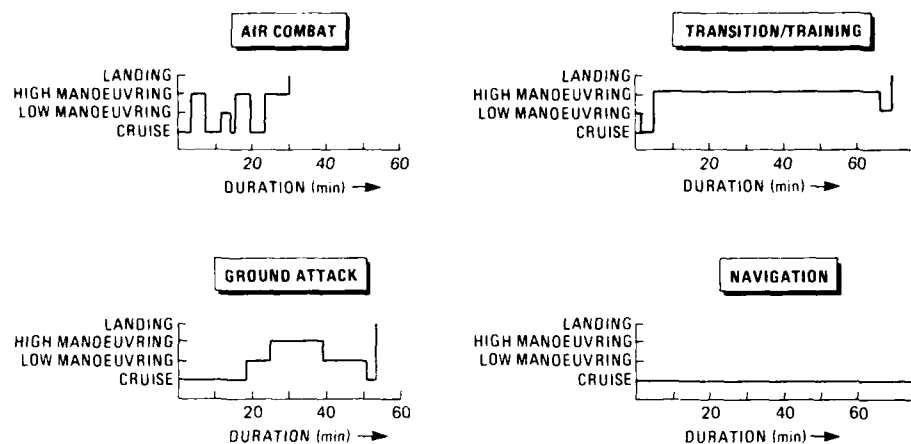 AIR COMBAT
LANDING
HIGH MANOEUVRING
LOW MANOEUVRING
CRUISE
20 40 60
DURATION (min)
TRANSITION/TRAINING
LANDING
HIGH MANOEUVRING
LOW MANOEUVRING
CRUISE
20 40 60
DURATION (min)
GROUND ATTACK
LANDING
HIGH MANOEUVRING
LOW MANOEUVRING
CRUISE
20 40 60
DURATION (min)
NAVIGATION
LANDING
HIGH MANOEUVRING
LOW MANOEUVRING
CRUISE
20 40 60
DURATION (min)